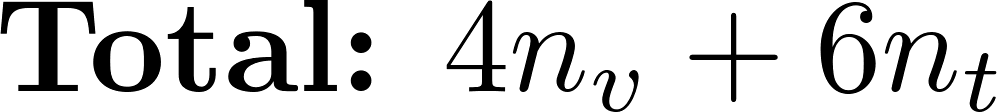 Total: 4n_v + 6n_t